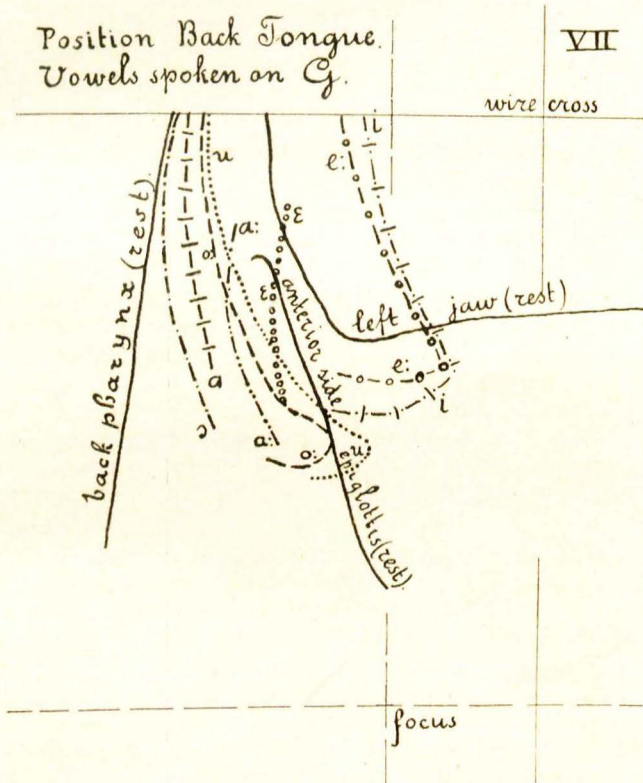 Position Back Tongue.
Vowels spoken on G.
VII
wire cross
i
e:
u
ɛ
a:
o:
back pharynx (rest)
ɛ
anterior side
left jaw (rest)
e:
i
ɑ
ɔ
a:
o:
u
epiglottis (rest)
focus